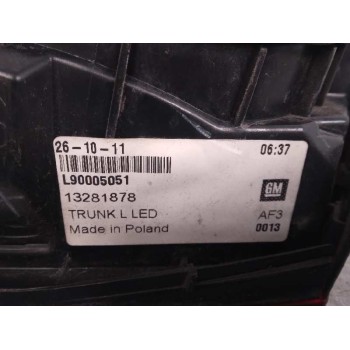 26-10-11 06:37
L90005051
13281878 GM
TRUNK L LED AF3
Made in Poland 0013